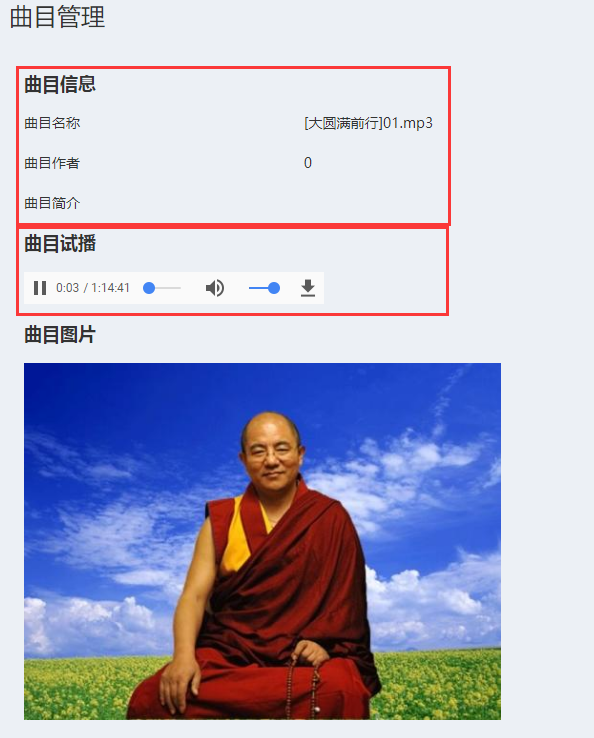 曲目管理
曲目信息
曲目名称 [大圆满前行]01.mp3
曲目作者 0
曲目简介
曲目试播
0:03 / 1:14:41
曲目图片